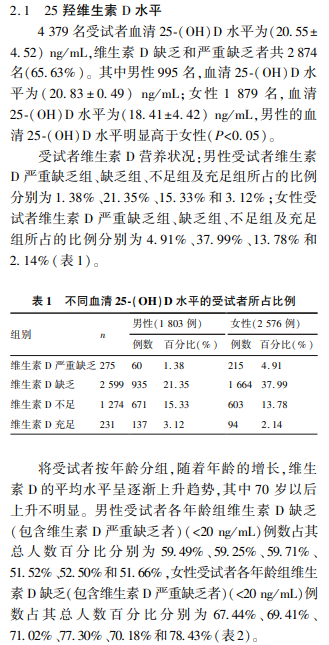 2.1 25 羟维生素 D 水平
4 379 名受试者血清 25-(OH)D 水平为(20.55±
4.52) ng/mL,维生素 D 缺乏和严重缺乏者共 2 874
名(65.63%)。其中男性 995 名,血清 25-(OH)D 水
平为(20.83±0.49) ng/mL;女性 1 879 名,血清
25-(OH)D 水平为(18.41±4.42) ng/mL,男性的血
清 25-(OH)D 水平明显高于女性(P<0.05)。
受试者维生素 D 营养状况;男性受试者维生素
D 严重缺乏组、缺乏组、不足组及充足组所占的比例
分别为 1.38%、21.35%、15.33% 和 3.12%;女性受
试者维生素 D 严重缺乏组、缺乏组、不足组及充足
组所占的比例分别为 4.91%、37.99%、13.78% 和
2.14%(表 1)。
表 1 不同血清 25-(OH)D 水平的受试者所占比例
组别 n 男性(1 803 例) 女性(2 576 例)
例数 百分比(%) 例数 百分比(%)
维生素 D 严重缺乏 275 60 1.38 215 4.91
维生素 D 缺乏 2 599 935 21.35 1 664 37.99
维生素 D 不足 1 274 671 15.33 603 13.78
维生素 D 充足 231 137 3.12 94 2.14
将受试者按年龄分组,随着年龄的增长,维生
素 D 的平均水平呈逐渐上升趋势,其中 70 岁以后
上升不明显。男性受试者各年龄组维生素 D 缺乏
(包含维生素 D 严重缺乏者)(<20 ng/mL)例数占其
总人数百分比分别为 59.49%、59.25%、59.71%、
51.52%、52.50% 和 51.66%,女性受试者各年龄组维生
素 D 缺乏(包含维生素 D 严重缺乏者)(<20 ng/mL)例
数占其总人数百分比分别为 67.44%、69.41%、
71.02%、77.30%、70.18% 和 78.43%(表 2)。